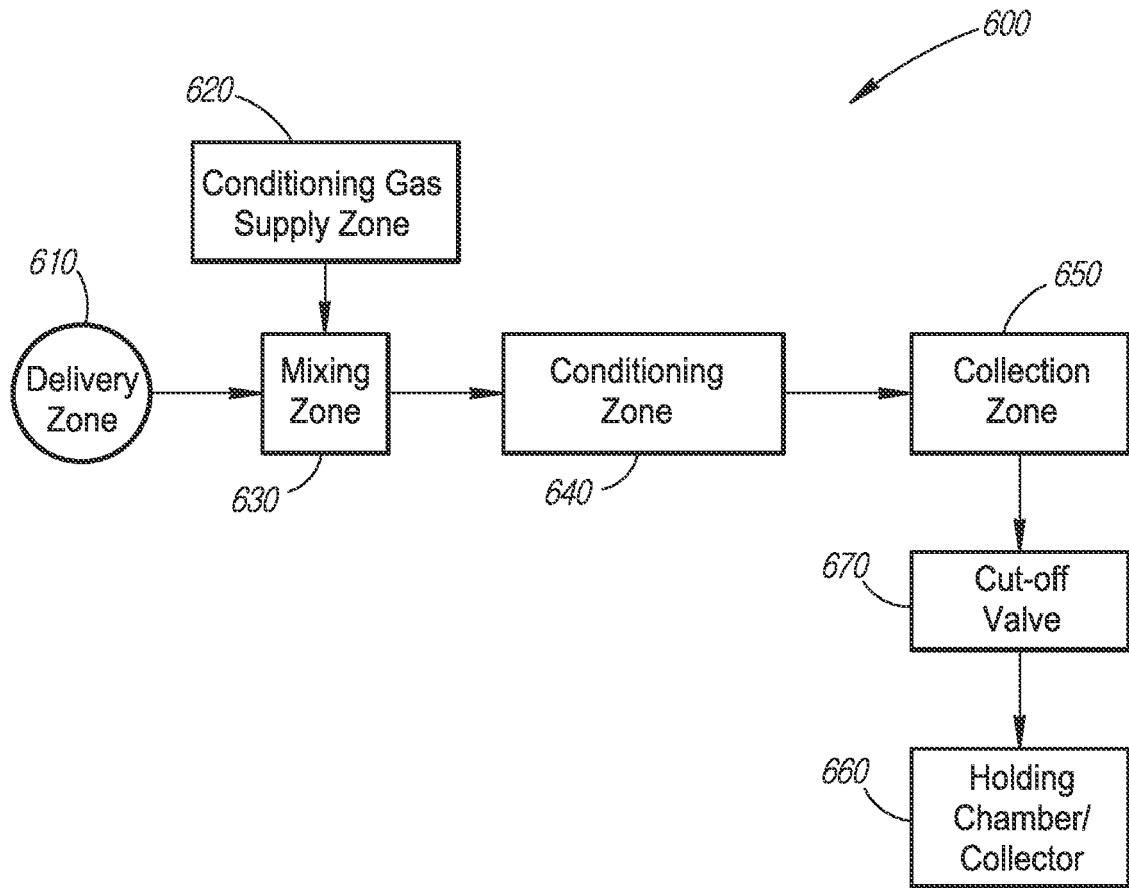 600
620
Conditioning Gas
Supply Zone
610
650
Delivery
Zone
Mixing
Zone
Conditioning
Zone
Collection
Zone
630
640
670
Cut-off
Valve
660
Holding
Chamber/
Collector